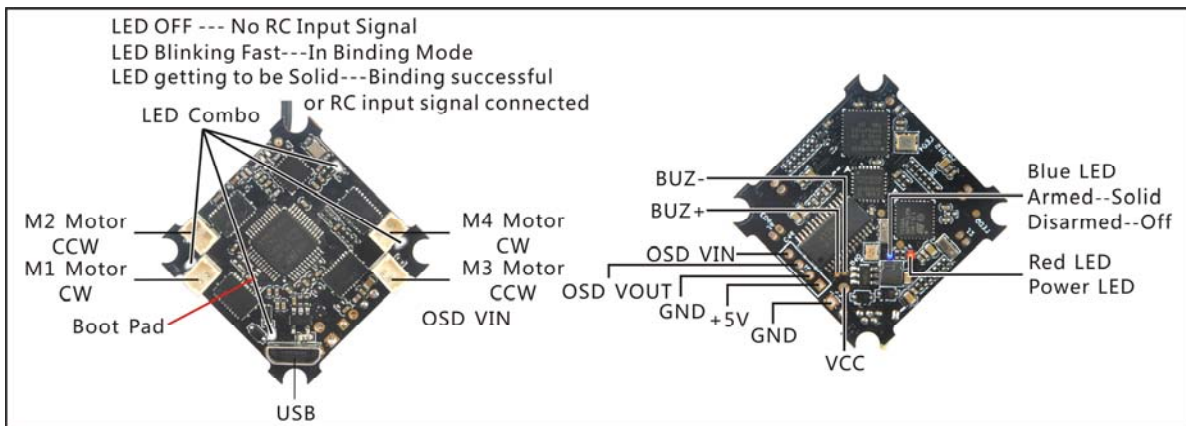 LED OFF --- No RC Input Signal
LED Blinking Fast---In Binding Mode
LED getting to be Solid---Binding successful
or RC input signal connected
LED Combo
M2 Motor
CCW
M1 Motor
CW
Boot Pad
USB
M4 Motor
CW
M3 Motor
CCW
OSD VIN
BUZ-
BUZ+
OSD VIN
OSD VOUT
GND
+5V
GND
VCC
Blue LED
Armed--Solid
Disarmed--Off
Red LED
Power LED